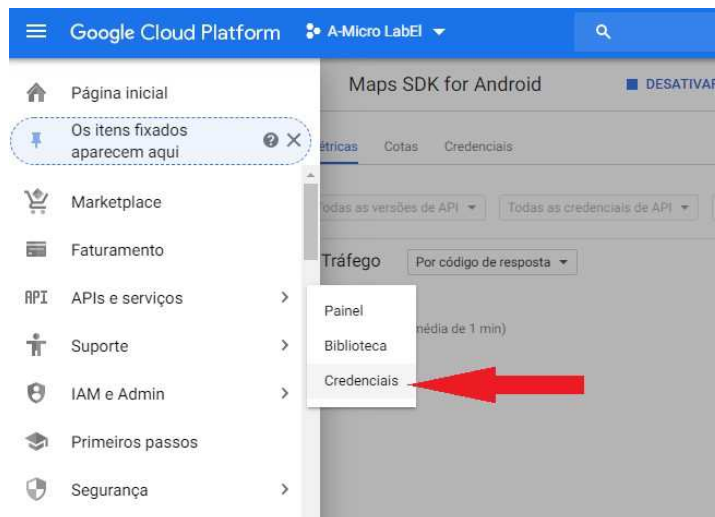 Google Cloud Platform
A-Micro LabEl
Página inicial
Os itens fixados
aparecem aqui
Marketplace
Faturamento
API
APIs e serviços
Suporte
IAM e Admin
Primeiros passos
Segurança
Maps SDK for Android
DESATIVAR
étricas Cotas Credenciais
Todas as versões de API
Todas as credenciais de API
Tráfego
Por código de resposta
média de 1 min)
Painel
Biblioteca
Credenciais